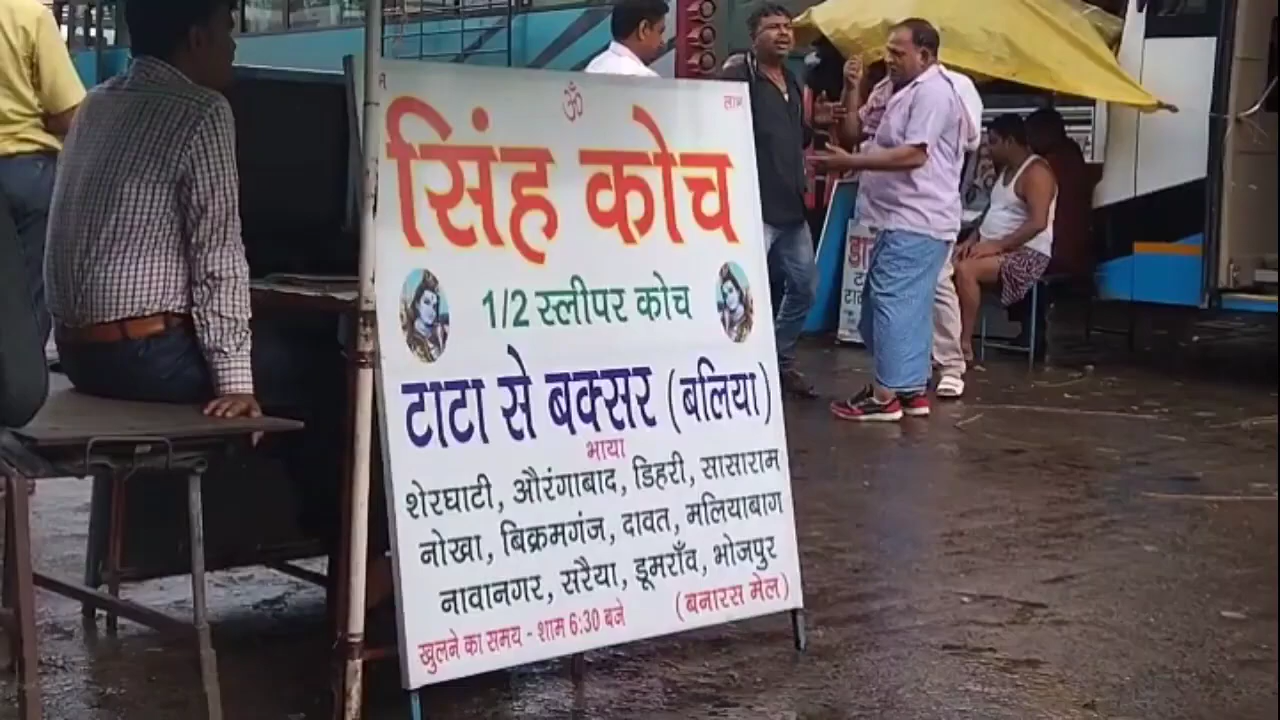 ॐ
लाभ
सिंह कोच
1/2 स्लीपर कोच
टाटा से बक्सर (बलिया)
भाया
शेरघाटी, औरंगाबाद, डिहरी, सासाराम
नोखा, बिक्रमगंज, दावत, मलियाबाग
नावानगर, सरैया, डूमराँव, भोजपुर
खुलने का समय - शाम 6:30 बजे (बनारस मेल)